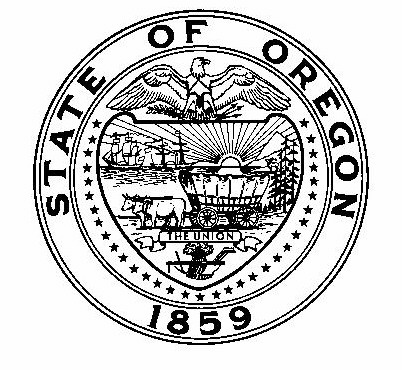 STATE OF OREGON
THE UNION
1859